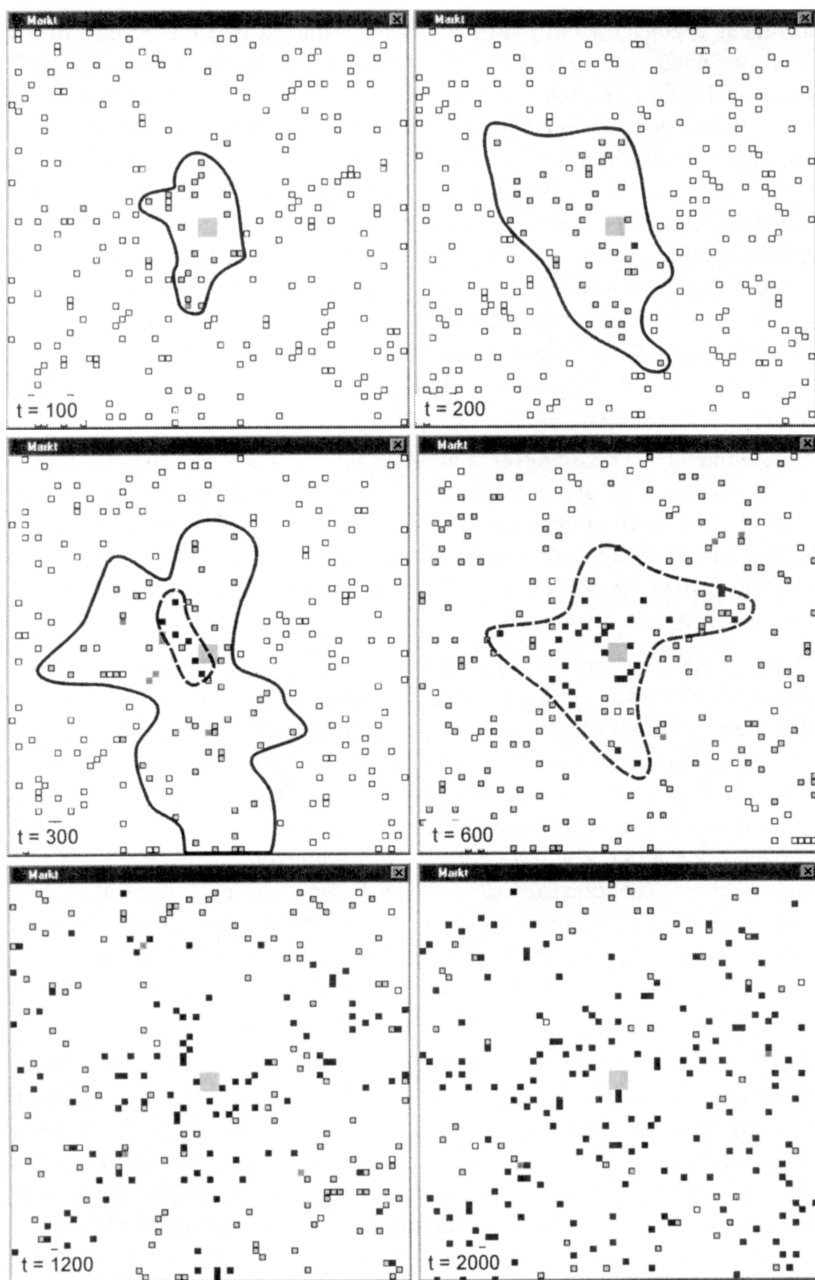 Markt
Markt
t = 100
t = 200
Markt
Markt
t = 300
t = 600
Markt
Markt
t = 1200
t = 2000